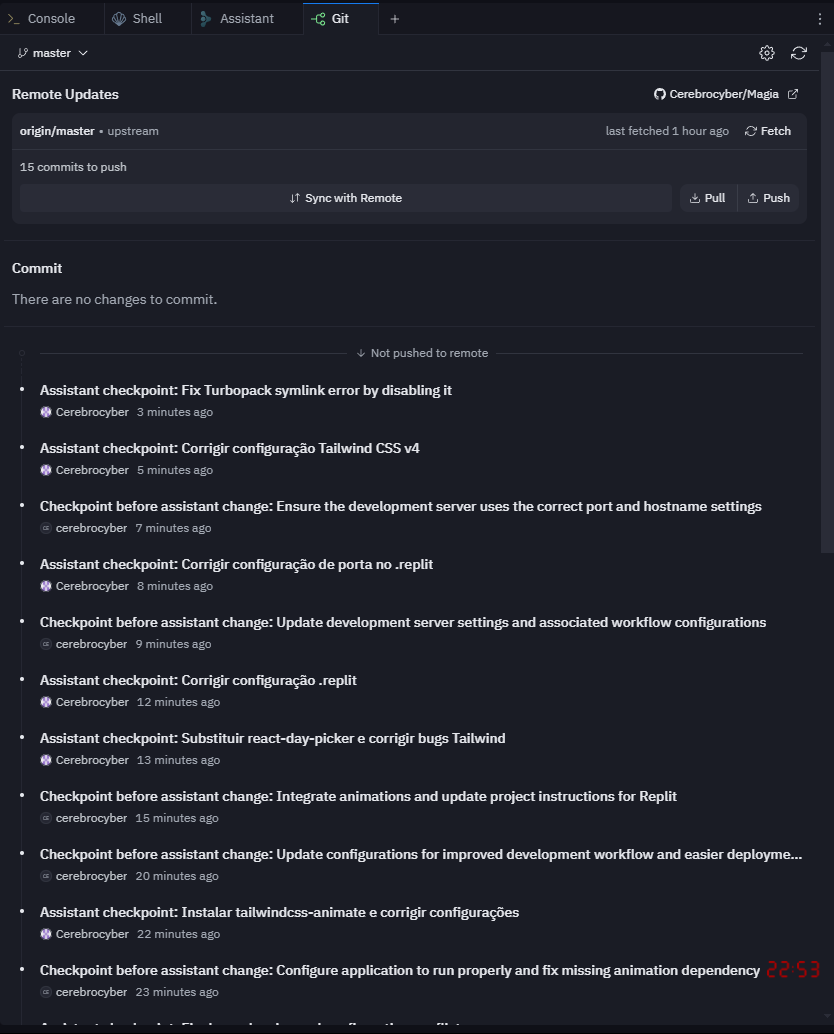 Console Shell Assistant Git
master
Remote Updates Cerebrocyber/Magia
origin/master • upstream last fetched 1 hour ago Fetch
15 commits to push
Sync with Remote Pull Push
Commit
There are no changes to commit.
Not pushed to remote
Assistant checkpoint: Fix Turbopack symlink error by disabling it
Cerebrocyber 3 minutes ago
Assistant checkpoint: Corrigir configuração Tailwind CSS v4
Cerebrocyber 5 minutes ago
Checkpoint before assistant change: Ensure the development server uses the correct port and hostname settings
cerebrocyber 7 minutes ago
Assistant checkpoint: Corrigir configuração de porta no .replit
Cerebrocyber 8 minutes ago
Checkpoint before assistant change: Update development server settings and associated workflow configurations
cerebrocyber 9 minutes ago
Assistant checkpoint: Corrigir configuração .replit
Cerebrocyber 12 minutes ago
Assistant checkpoint: Substituir react-day-picker e corrigir bugs Tailwind
Cerebrocyber 13 minutes ago
Checkpoint before assistant change: Integrate animations and update project instructions for Replit
cerebrocyber 15 minutes ago
Checkpoint before assistant change: Update configurations for improved development workflow and easier deployme...
cerebrocyber 20 minutes ago
Assistant checkpoint: Instalar tailwindcss-animate e corrigir configurações
Cerebrocyber 22 minutes ago
Checkpoint before assistant change: Configure application to run properly and fix missing animation dependency 22:53
cerebrocyber 23 minutes ago